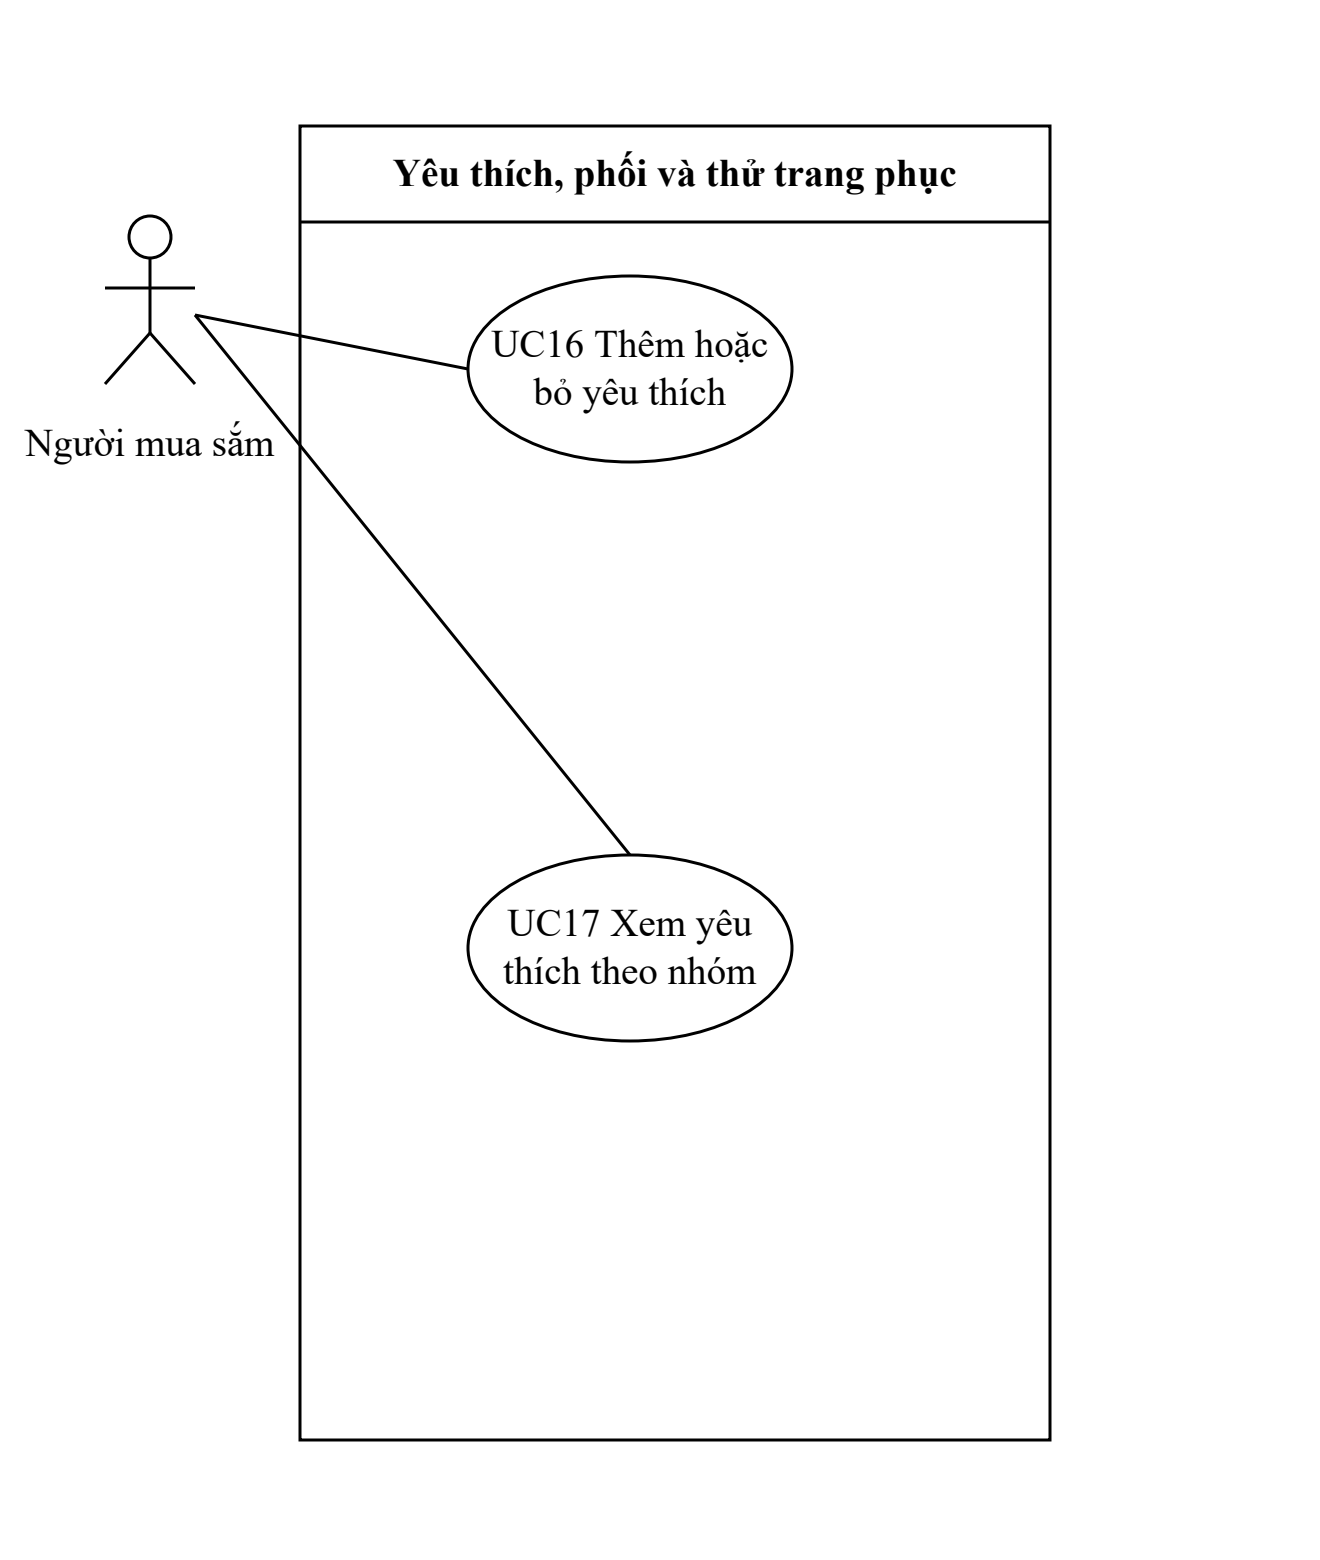 Yêu thích, phối và thử trang phục
UC16 Thêm hoặc
bỏ yêu thích
Người mua sắm
UC17 Xem yêu
thích theo nhóm